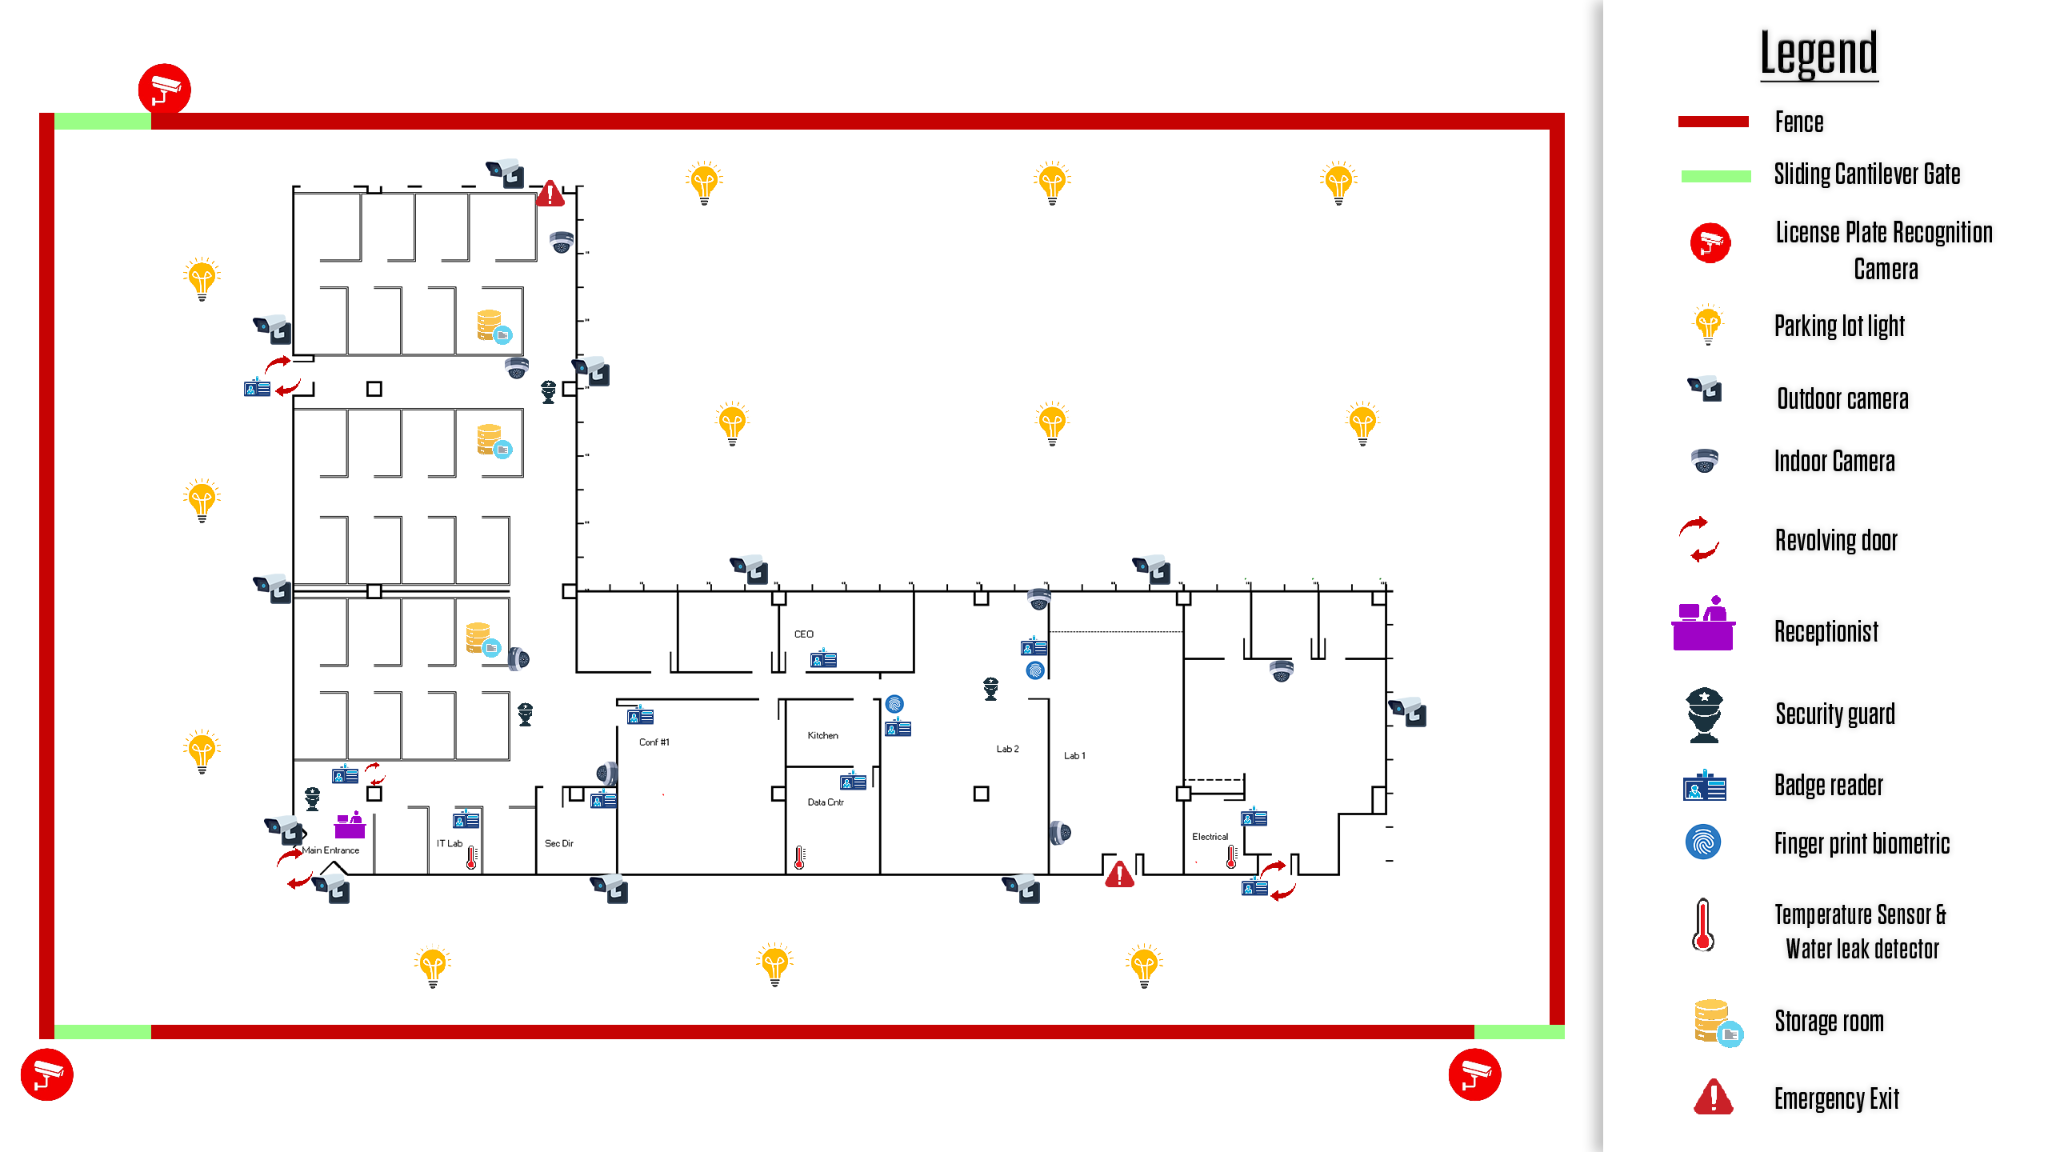 Legend
Fence
Sliding Cantilever Gate
License Plate Recognition
Camera
Parking lot light
Outdoor camera
Indoor Camera
Revolving door
Receptionist
Security guard
Badge reader
Finger print biometric
Temperature Sensor &
Water leak detector
Storage room
Emergency Exit
CEO
Conf #1
Kitchen
Lab 2
Lab 1
Data Cntr
Electrical
IT Lab
Sec Dir
Main Entrance